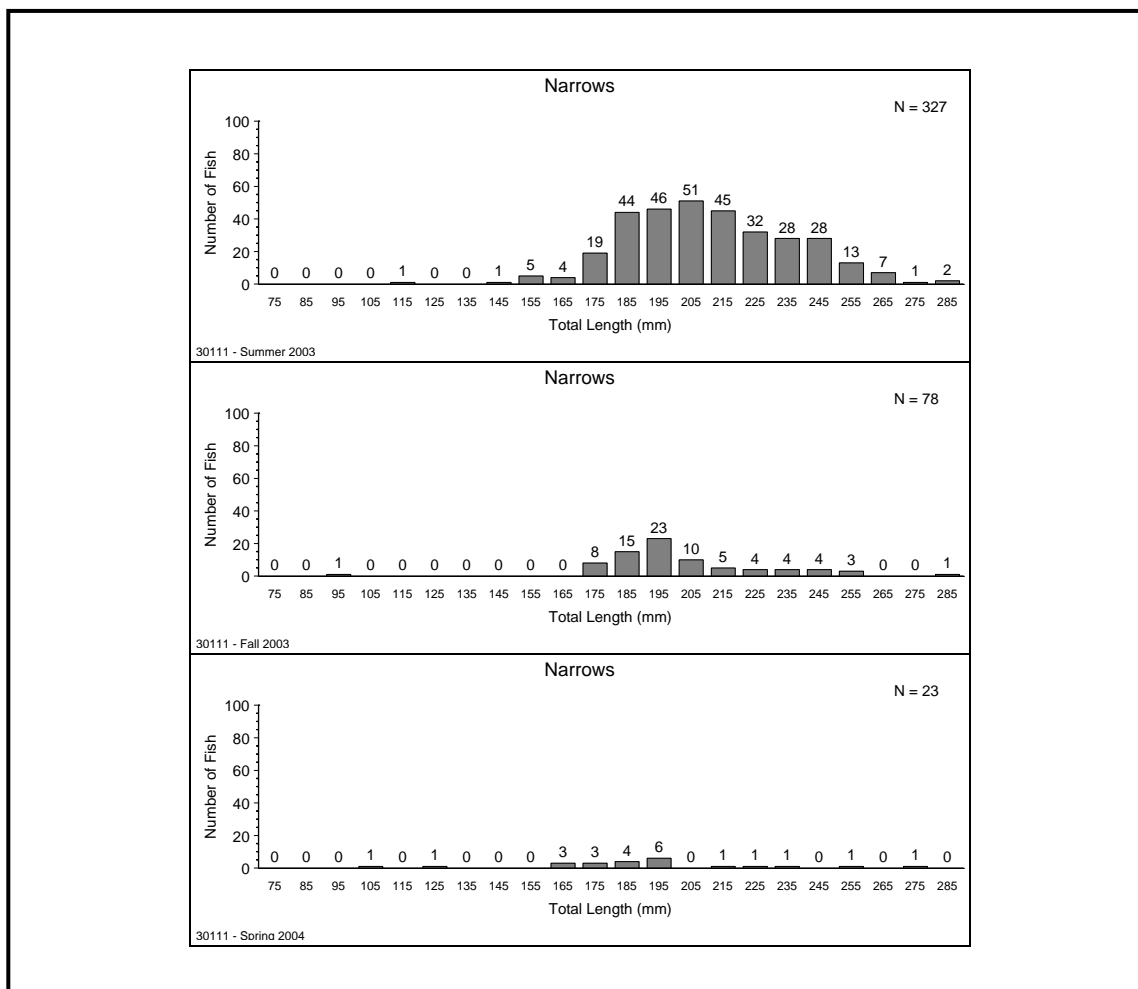 Narrows
N = 327
Number of Fish
100
80
60
40
20
0
0 0 0 0 1 0 0 1 5 4 19 44 46 51 45 32 28 28 13 7 1 2
75 85 95 105 115 125 135 145 155 165 175 185 195 205 215 225 235 245 255 265 275 285
Total Length (mm)
30111 - Summer 2003
Narrows
N = 78
Number of Fish
100
80
60
40
20
0
0 0 1 0 0 0 0 0 0 0 8 15 23 10 5 4 4 4 3 0 0 1
75 85 95 105 115 125 135 145 155 165 175 185 195 205 215 225 235 245 255 265 275 285
Total Length (mm)
30111 - Fall 2003
Narrows
N = 23
Number of Fish
100
80
60
40
20
0
0 0 0 1 0 1 0 0 0 3 3 4 6 0 1 1 1 0 1 0 1 0
75 85 95 105 115 125 135 145 155 165 175 185 195 205 215 225 235 245 255 265 275 285
Total Length (mm)
30111 - Spring 2004